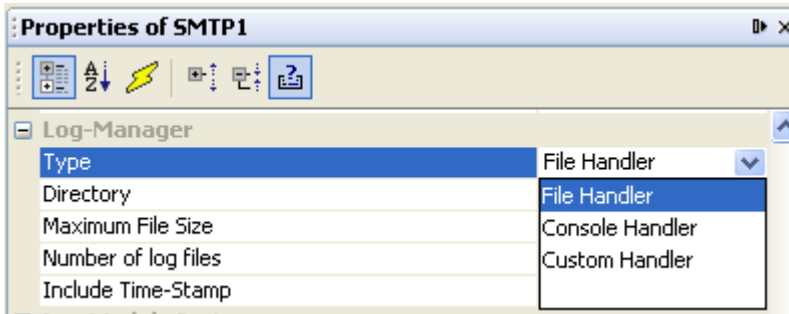 Properties of SMTP1
Log-Manager
Type File Handler
Directory File Handler
Maximum File Size Console Handler
Number of log files Custom Handler
Include Time-Stamp